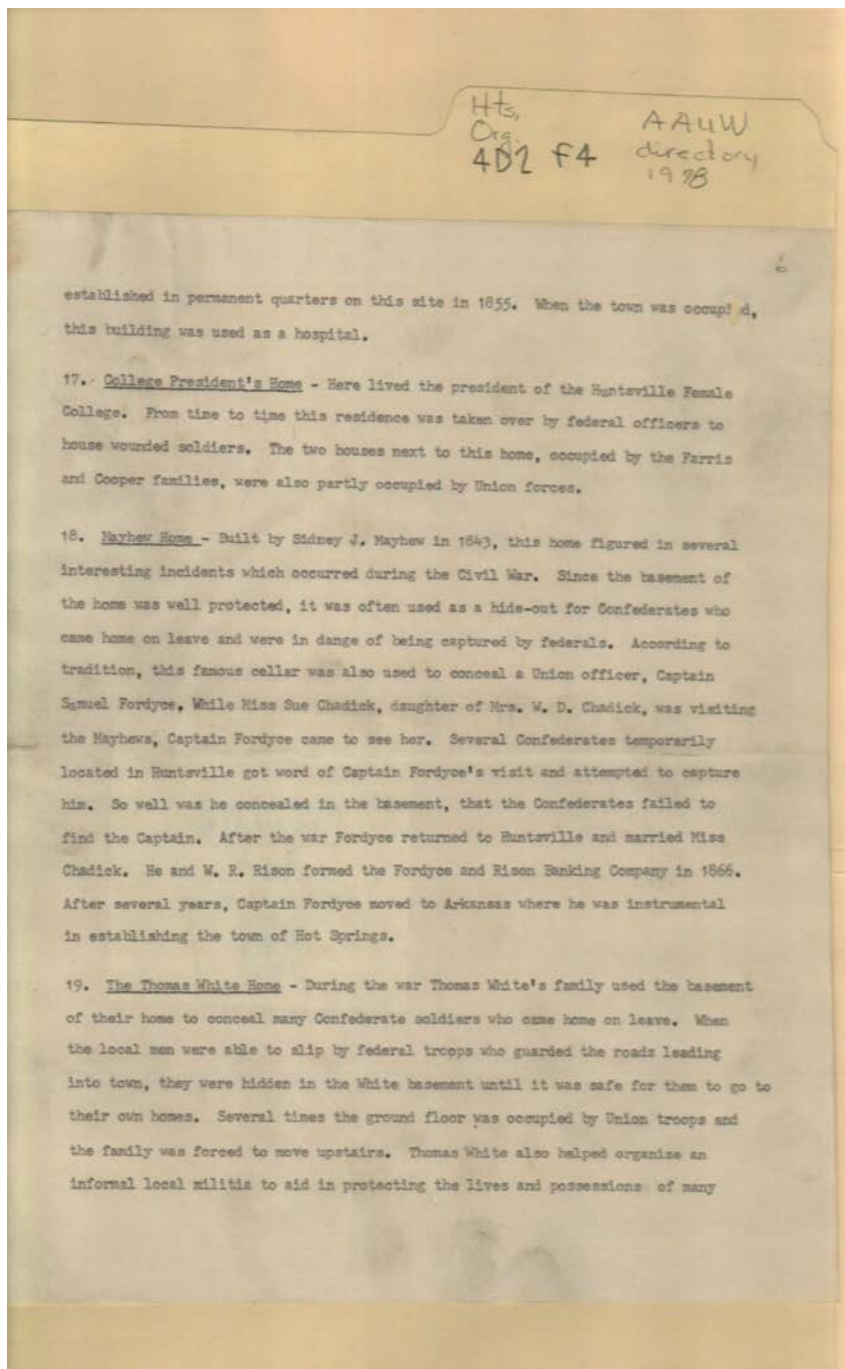 Hts,
Org.
4D2 F4
AAUW
directory
1978
6
established in permanent quarters on this site in 1855. When the town was occupi d,
this building was used as a hospital.
17. College President's Home - Here lived the president of the Huntsville Female
College. From time to time this residence was taken over by federal officers to
house wounded soldiers. The two houses next to this home, occupied by the Farris
and Cooper families, were also partly occupied by Union forces.
18. Mayhew Home - Built by Sidney J. Mayhew in 1843, this home figured in several
interesting incidents which occurred during the Civil War. Since the basement of
the home was well protected, it was often used as a hide-out for Confederates who
came home on leave and were in dange of being captured by federals. According to
tradition, this famous cellar was also used to conceal a Union officer, Captain
Samuel Fordyce. While Miss Sue Chadick, daughter of Mrs. W. D. Chadick, was visiting
the Mayhews, Captain Fordyce came to see her. Several Confederates temporarily
located in Huntsville got word of Captain Fordyce's visit and attempted to capture
him. So well was he concealed in the basement, that the Confederates failed to
find the Captain. After the war Fordyce returned to Huntsville and married Miss
Chadick. He and W. R. Rison formed the Fordyce and Rison Banking Company in 1866.
After several years, Captain Fordyce moved to Arkansas where he was instrumental
in establishing the town of Hot Springs.
19. The Thomas White Home - During the war Thomas White's family used the basement
of their home to conceal many Confederate soldiers who came home on leave. When
the local men were able to slip by federal troops who guarded the roads leading
into town, they were hidden in the White basement until it was safe for them to go to
their own homes. Several times the ground floor was occupied by Union troops and
the family was forced to move upstairs. Thomas White also helped organize an
informal local militia to aid in protecting the lives and possessions of many